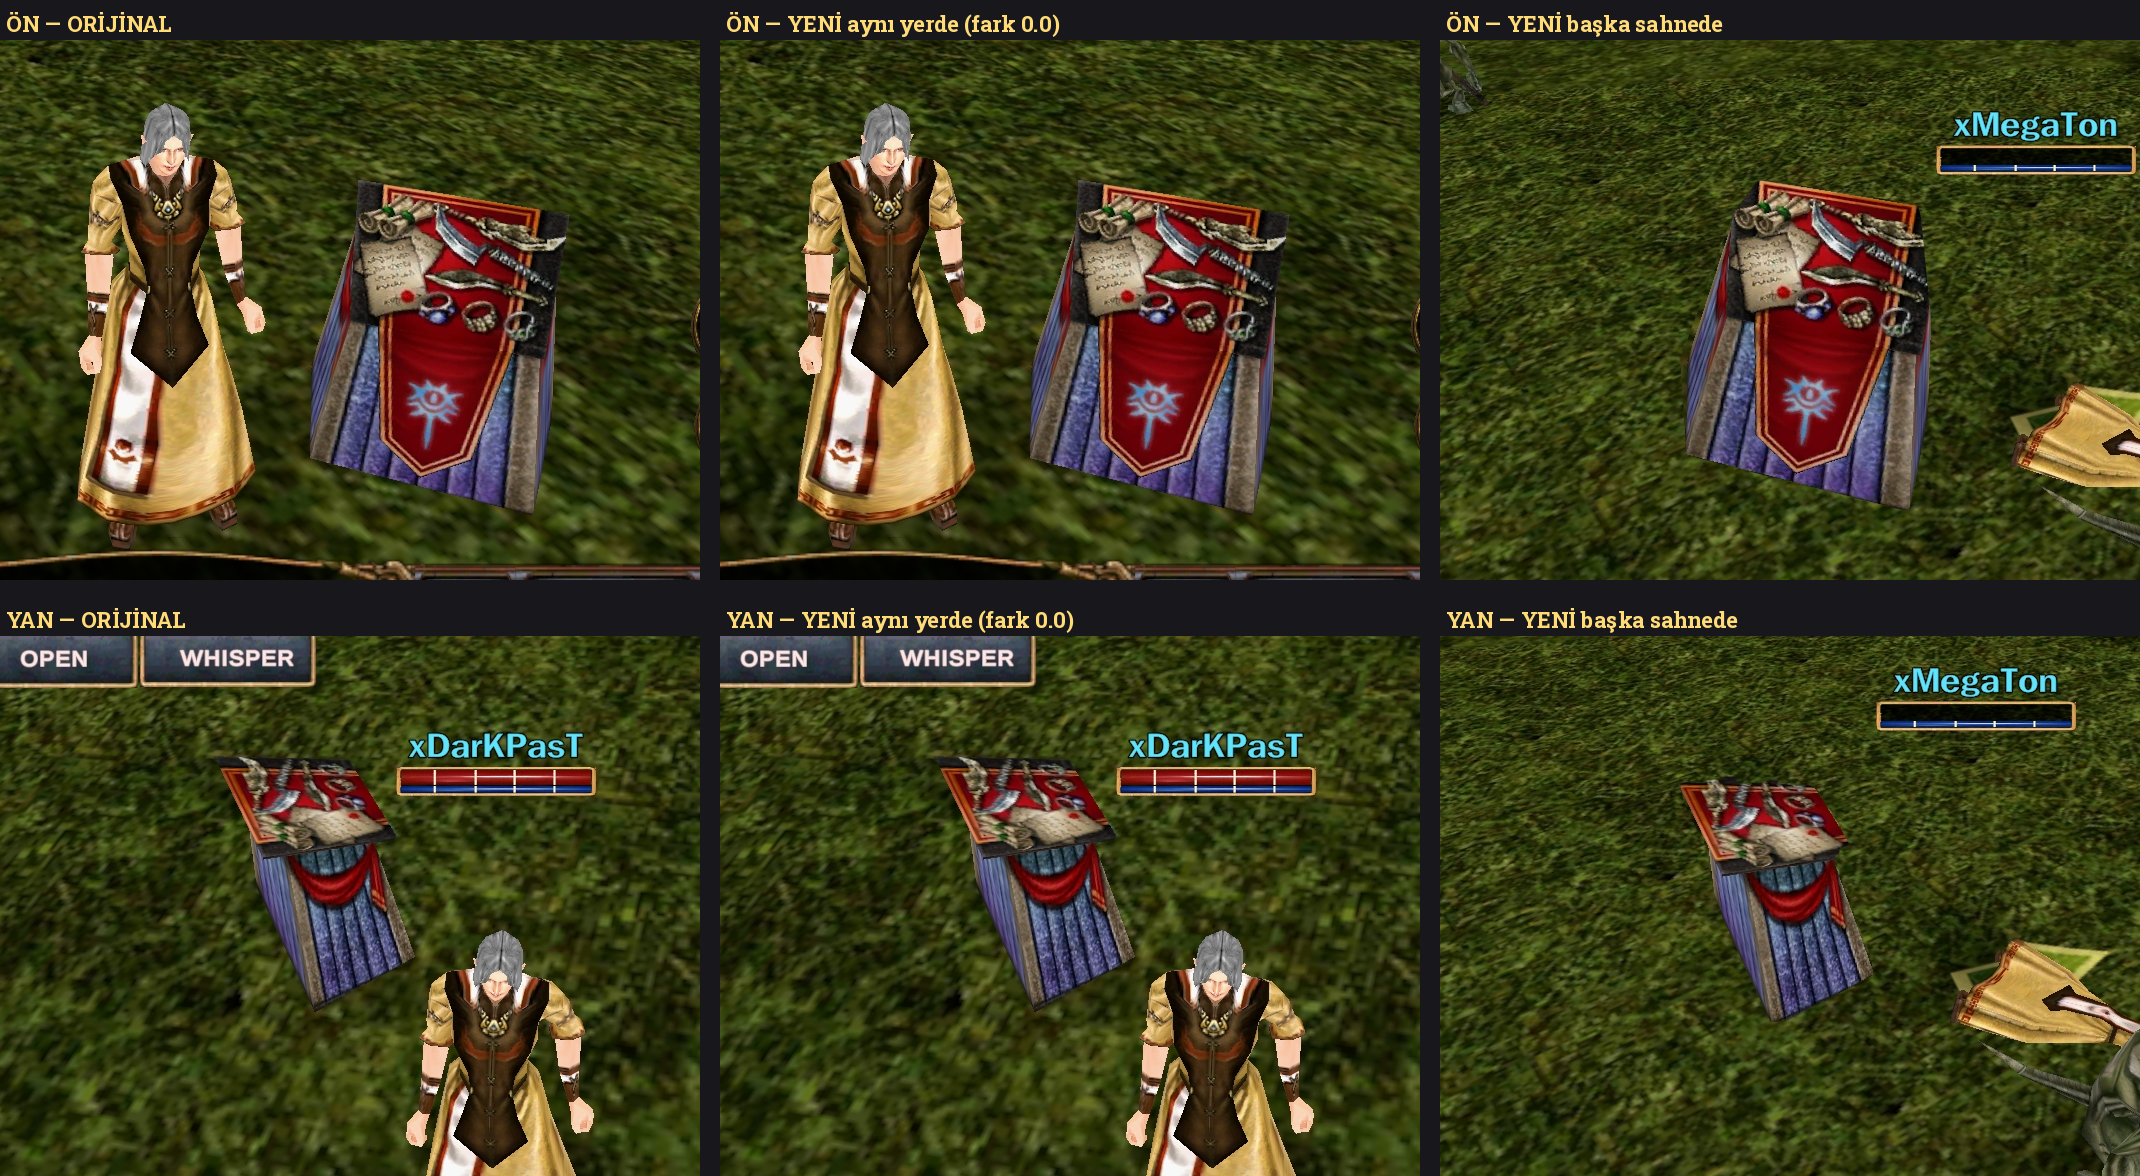 ÖN — ORİJİNAL
ÖN — YENİ aynı yerde (fark 0.0)
ÖN — YENİ başka sahnede
xMegaTon
YAN — ORİJİNAL
YAN — YENİ aynı yerde (fark 0.0)
YAN — YENİ başka sahnede
OPEN
WHISPER
OPEN
WHISPER
xMegaTon
xDarKPasT
xDarKPasT